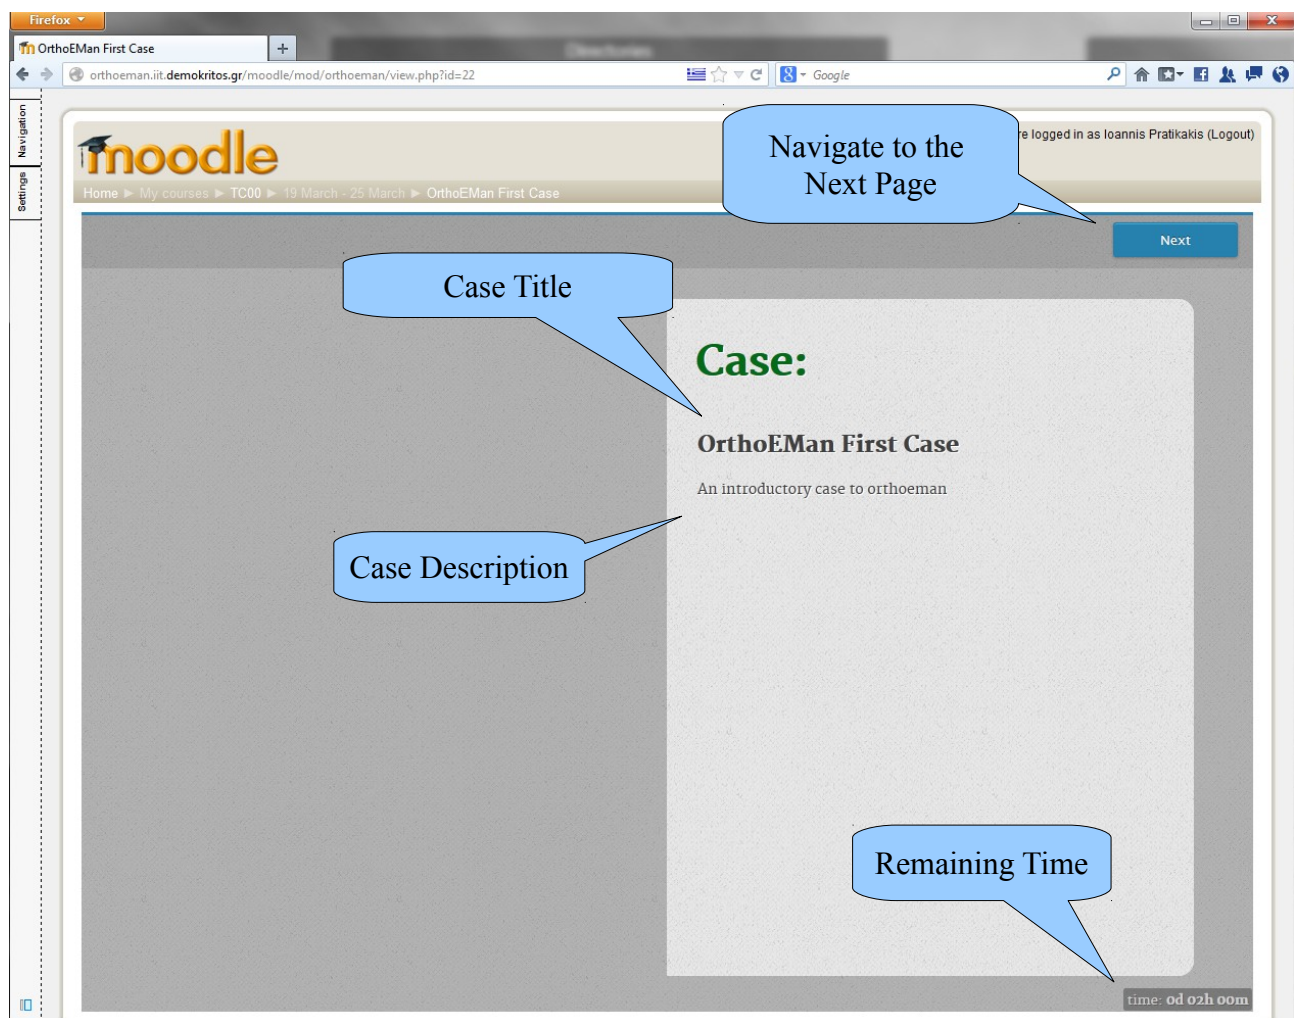 Firefox
OrthoEMan First Case
+
Directories
orthoeman.iit.demokritos.gr/moodle/mod/orthoeman/view.php?id=22
Google
Navigation
Settings
moodle
re logged in as Ioannis Pratikakis (Logout)
Home ► My courses ► TC00 ► 19 March - 25 March ► OrthoEMan First Case
Navigate to the
Next Page
Next
Case Title
Case:
OrthoEMan First Case
An introductory case to orthoeman
Case Description
Remaining Time
time: 0d 02h 00m